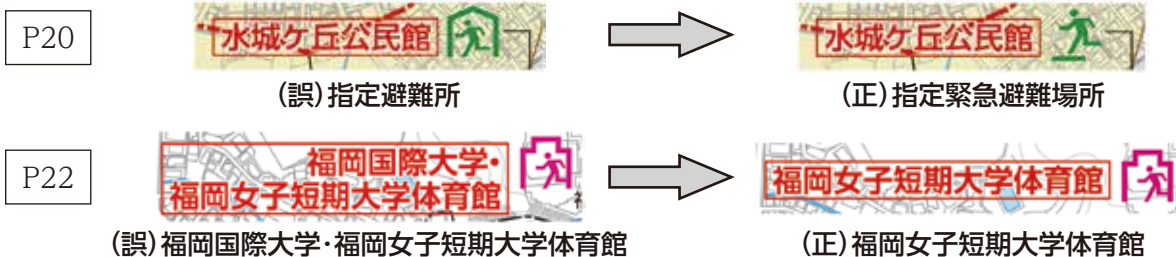 P20
水城ケ丘公民館
水城ケ丘公民館
(誤)指定避難所
(正)指定緊急避難場所
P22
福岡国際大学・
福岡女子短期大学体育館
福岡女子短期大学体育館
(誤)福岡国際大学・福岡女子短期大学体育館
(正)福岡女子短期大学体育館